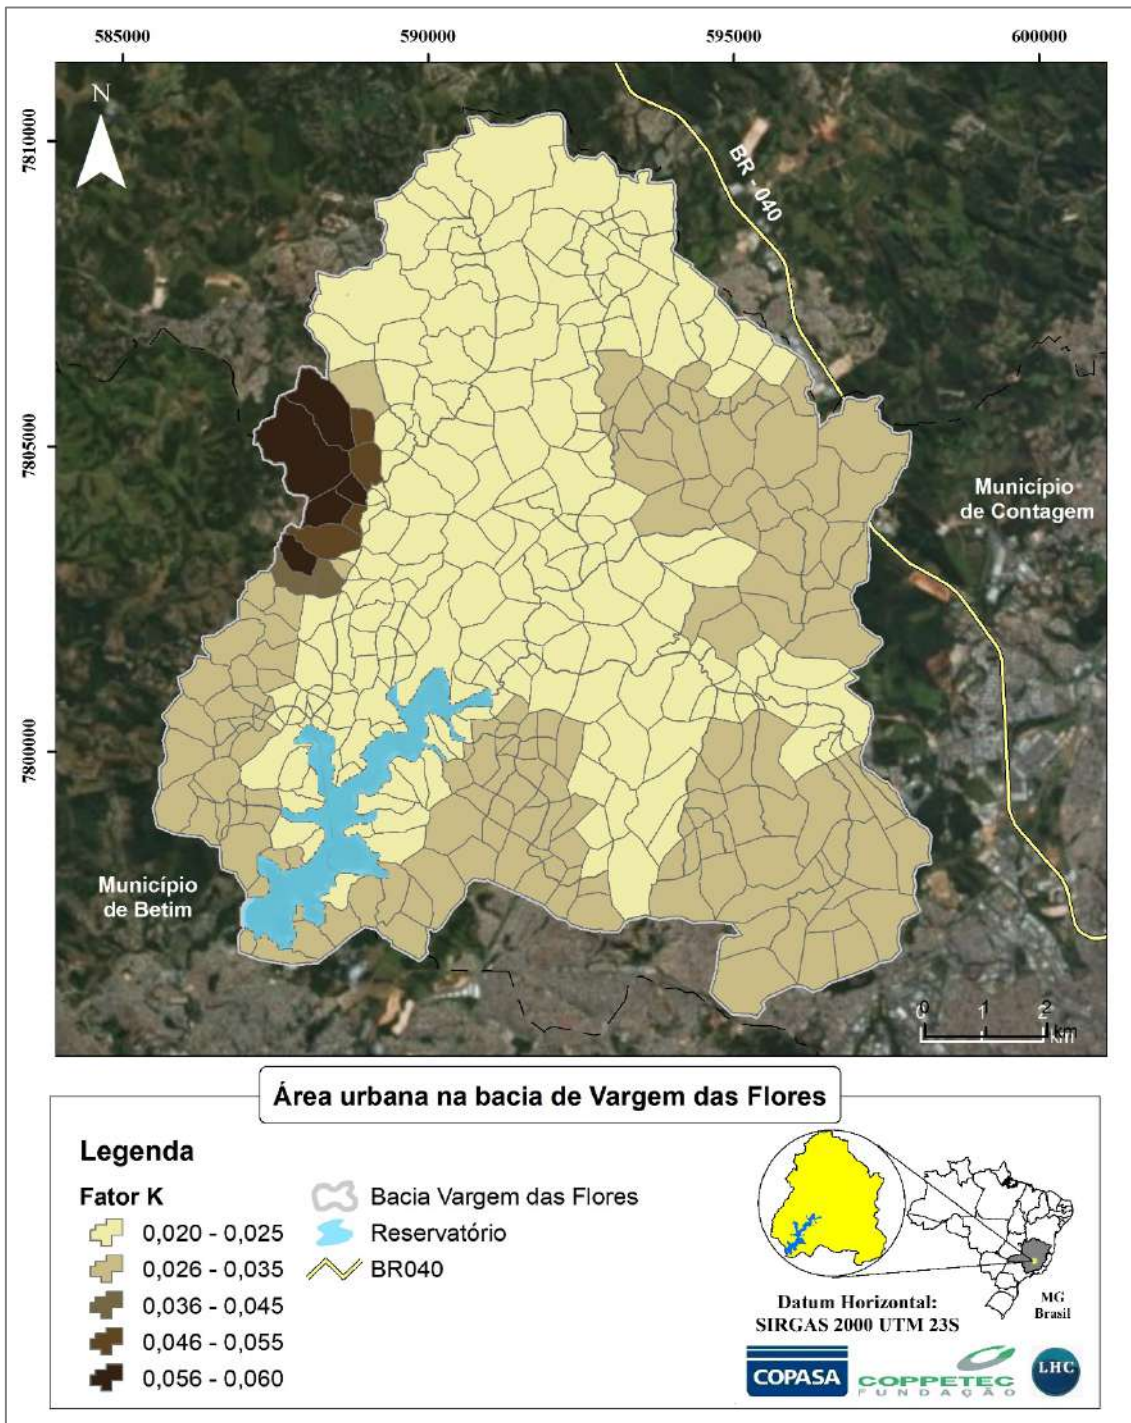 585000
590000
595000
600000
7810000
7805000
7800000
N
BR - 040
Município
de Contagem
Município
de Betim
0 1 2
km
Área urbana na bacia de Vargem das Flores
Legenda
Fator K
0,020 - 0,025
0,026 - 0,035
0,036 - 0,045
0,046 - 0,055
0,056 - 0,060
Bacia Vargem das Flores
Reservatório
BR040
MG
Brasil
Datum Horizontal:
SIRGAS 2000 UTM 23S
COPASA
COPPETEC
FUNDAÇÃO
LHC